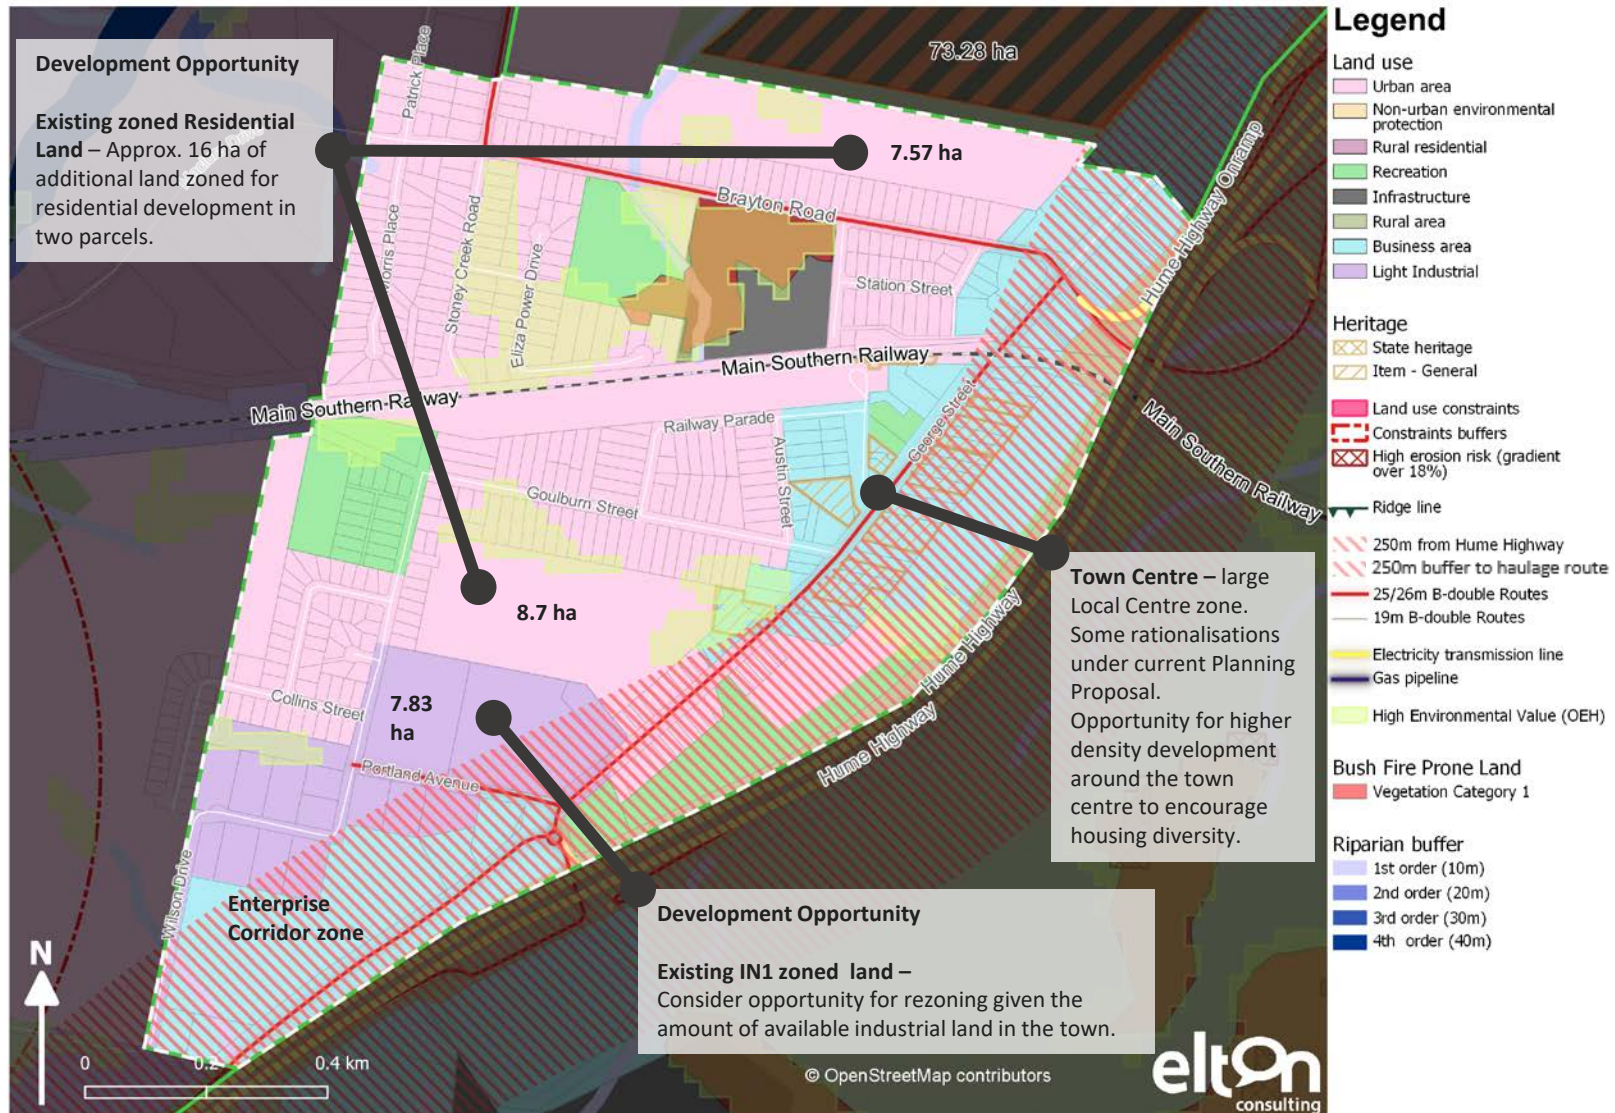 Development Opportunity
Existing zoned Residential
Land – Approx. 16 ha of
additional land zoned for
residential development in
two parcels.
Patrick Place
73.28 ha
7.57 ha
Brayton Road
Hume Highway Onramp
Morris Place
Stoney Creek Road
Eliza Power Drive
Station Street
Main Southern Railway
Main Southern Railway
Main Southern Railway
Railway Parade
George Street
Austin Street
Goulburn Street
8.7 ha
Town Centre – large
Local Centre zone.
Some rationalisations
under current Planning
Proposal.
Opportunity for higher
density development
around the town
centre to encourage
housing diversity.
Hume Highway
Hume Highway
Collins Street
7.83
ha
Portland Avenue
Wilson Drive
Enterprise
Corridor zone
Development Opportunity
Existing IN1 zoned land –
Consider opportunity for rezoning given the
amount of available industrial land in the town.
N
0 0.2 0.4 km
© OpenStreetMap contributors
elton
consulting
Legend
Land use
Urban area
Non-urban environmental
protection
Rural residential
Recreation
Infrastructure
Rural area
Business area
Light Industrial
Heritage
State heritage
Item - General
Land use constraints
Constraints buffers
High erosion risk (gradient
over 18%)
Ridge line
250m from Hume Highway
250m buffer to haulage route
25/26m B-double Routes
19m B-double Routes
Electricity transmission line
Gas pipeline
High Environmental Value (OEH)
Bush Fire Prone Land
Vegetation Category 1
Riparian buffer
1st order (10m)
2nd order (20m)
3rd order (30m)
4th order (40m)